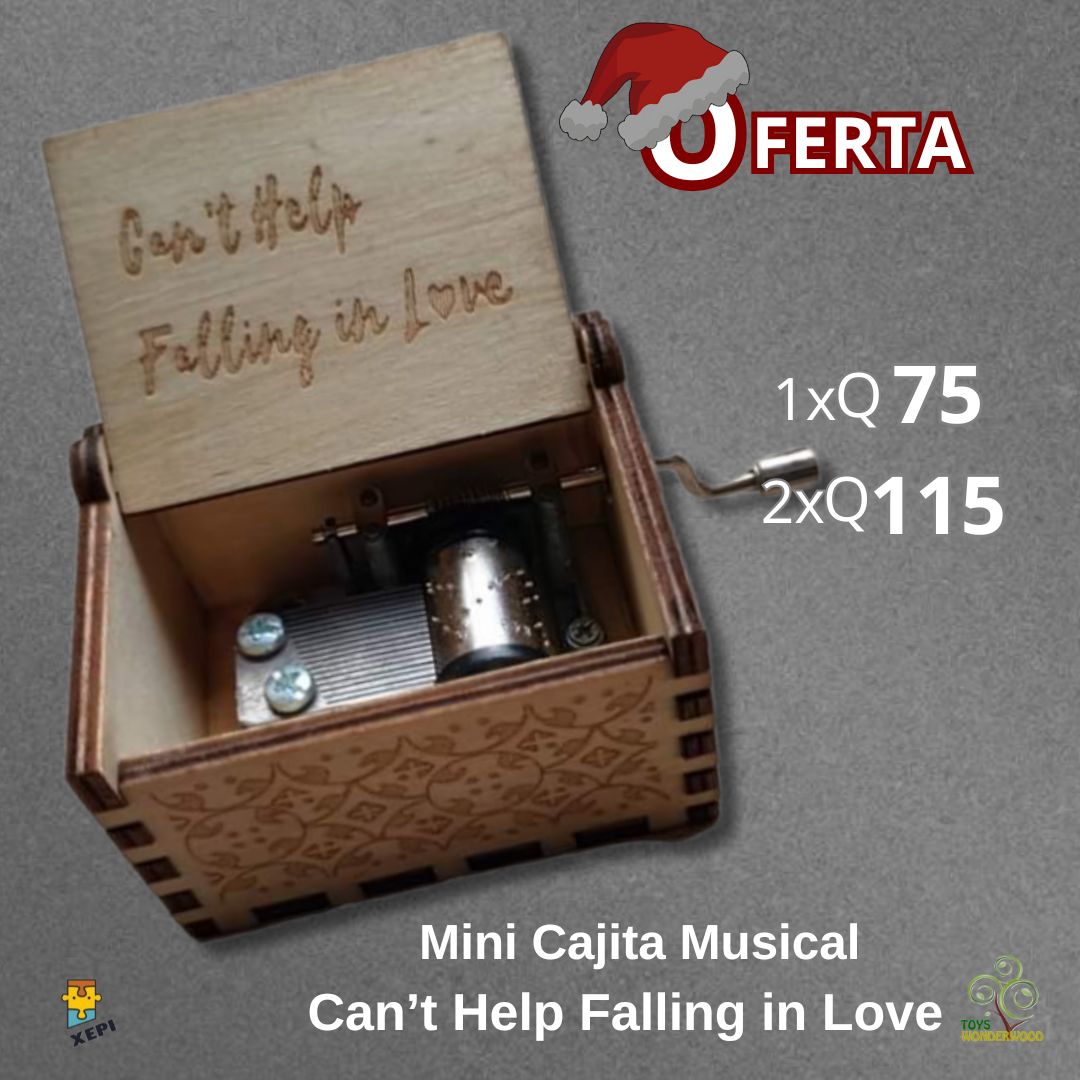 OFERTA
Can't Help
Falling in Love
1xQ 75
2xQ115
Mini Cajita Musical
Can’t Help Falling in Love
XEPI
TOYS
WONDERWOOD